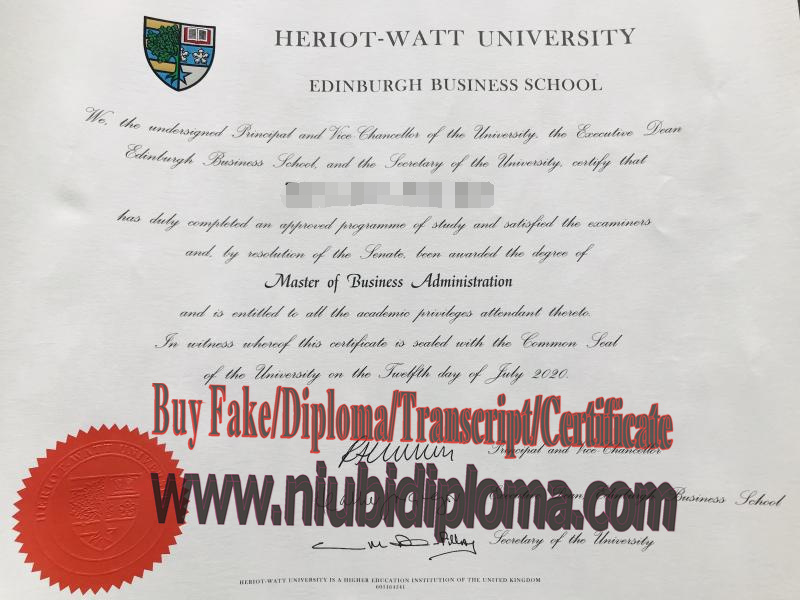 HERIOT-WATT UNIVERSITY
EDINBURGH BUSINESS SCHOOL
We, the undersigned Principal and Vice-Chancellor of the University, the Executive Dean
Edinburgh Business School, and the Secretary of the University, certify that
has duly completed an approved programme of study and satisfied the examiners
and, by resolution of the Senate, been awarded the degree of
Master of Business Administration
and is entitled to all the academic privileges attendant thereto.
In witness whereof this certificate is sealed with the Common Seal
of the University on the Twelfth day of July 2020.
Buy Fake/Diploma/Transcript/Certificate
Principal and Vice-Chancellor
www.niubidiploma.com
Executive Dean, Edinburgh Business School
Secretary of the University
HERIOT-WATT
HERIOT-WATT UNIVERSITY IS A HIGHER EDUCATION INSTITUTION OF THE UNITED KINGDOM